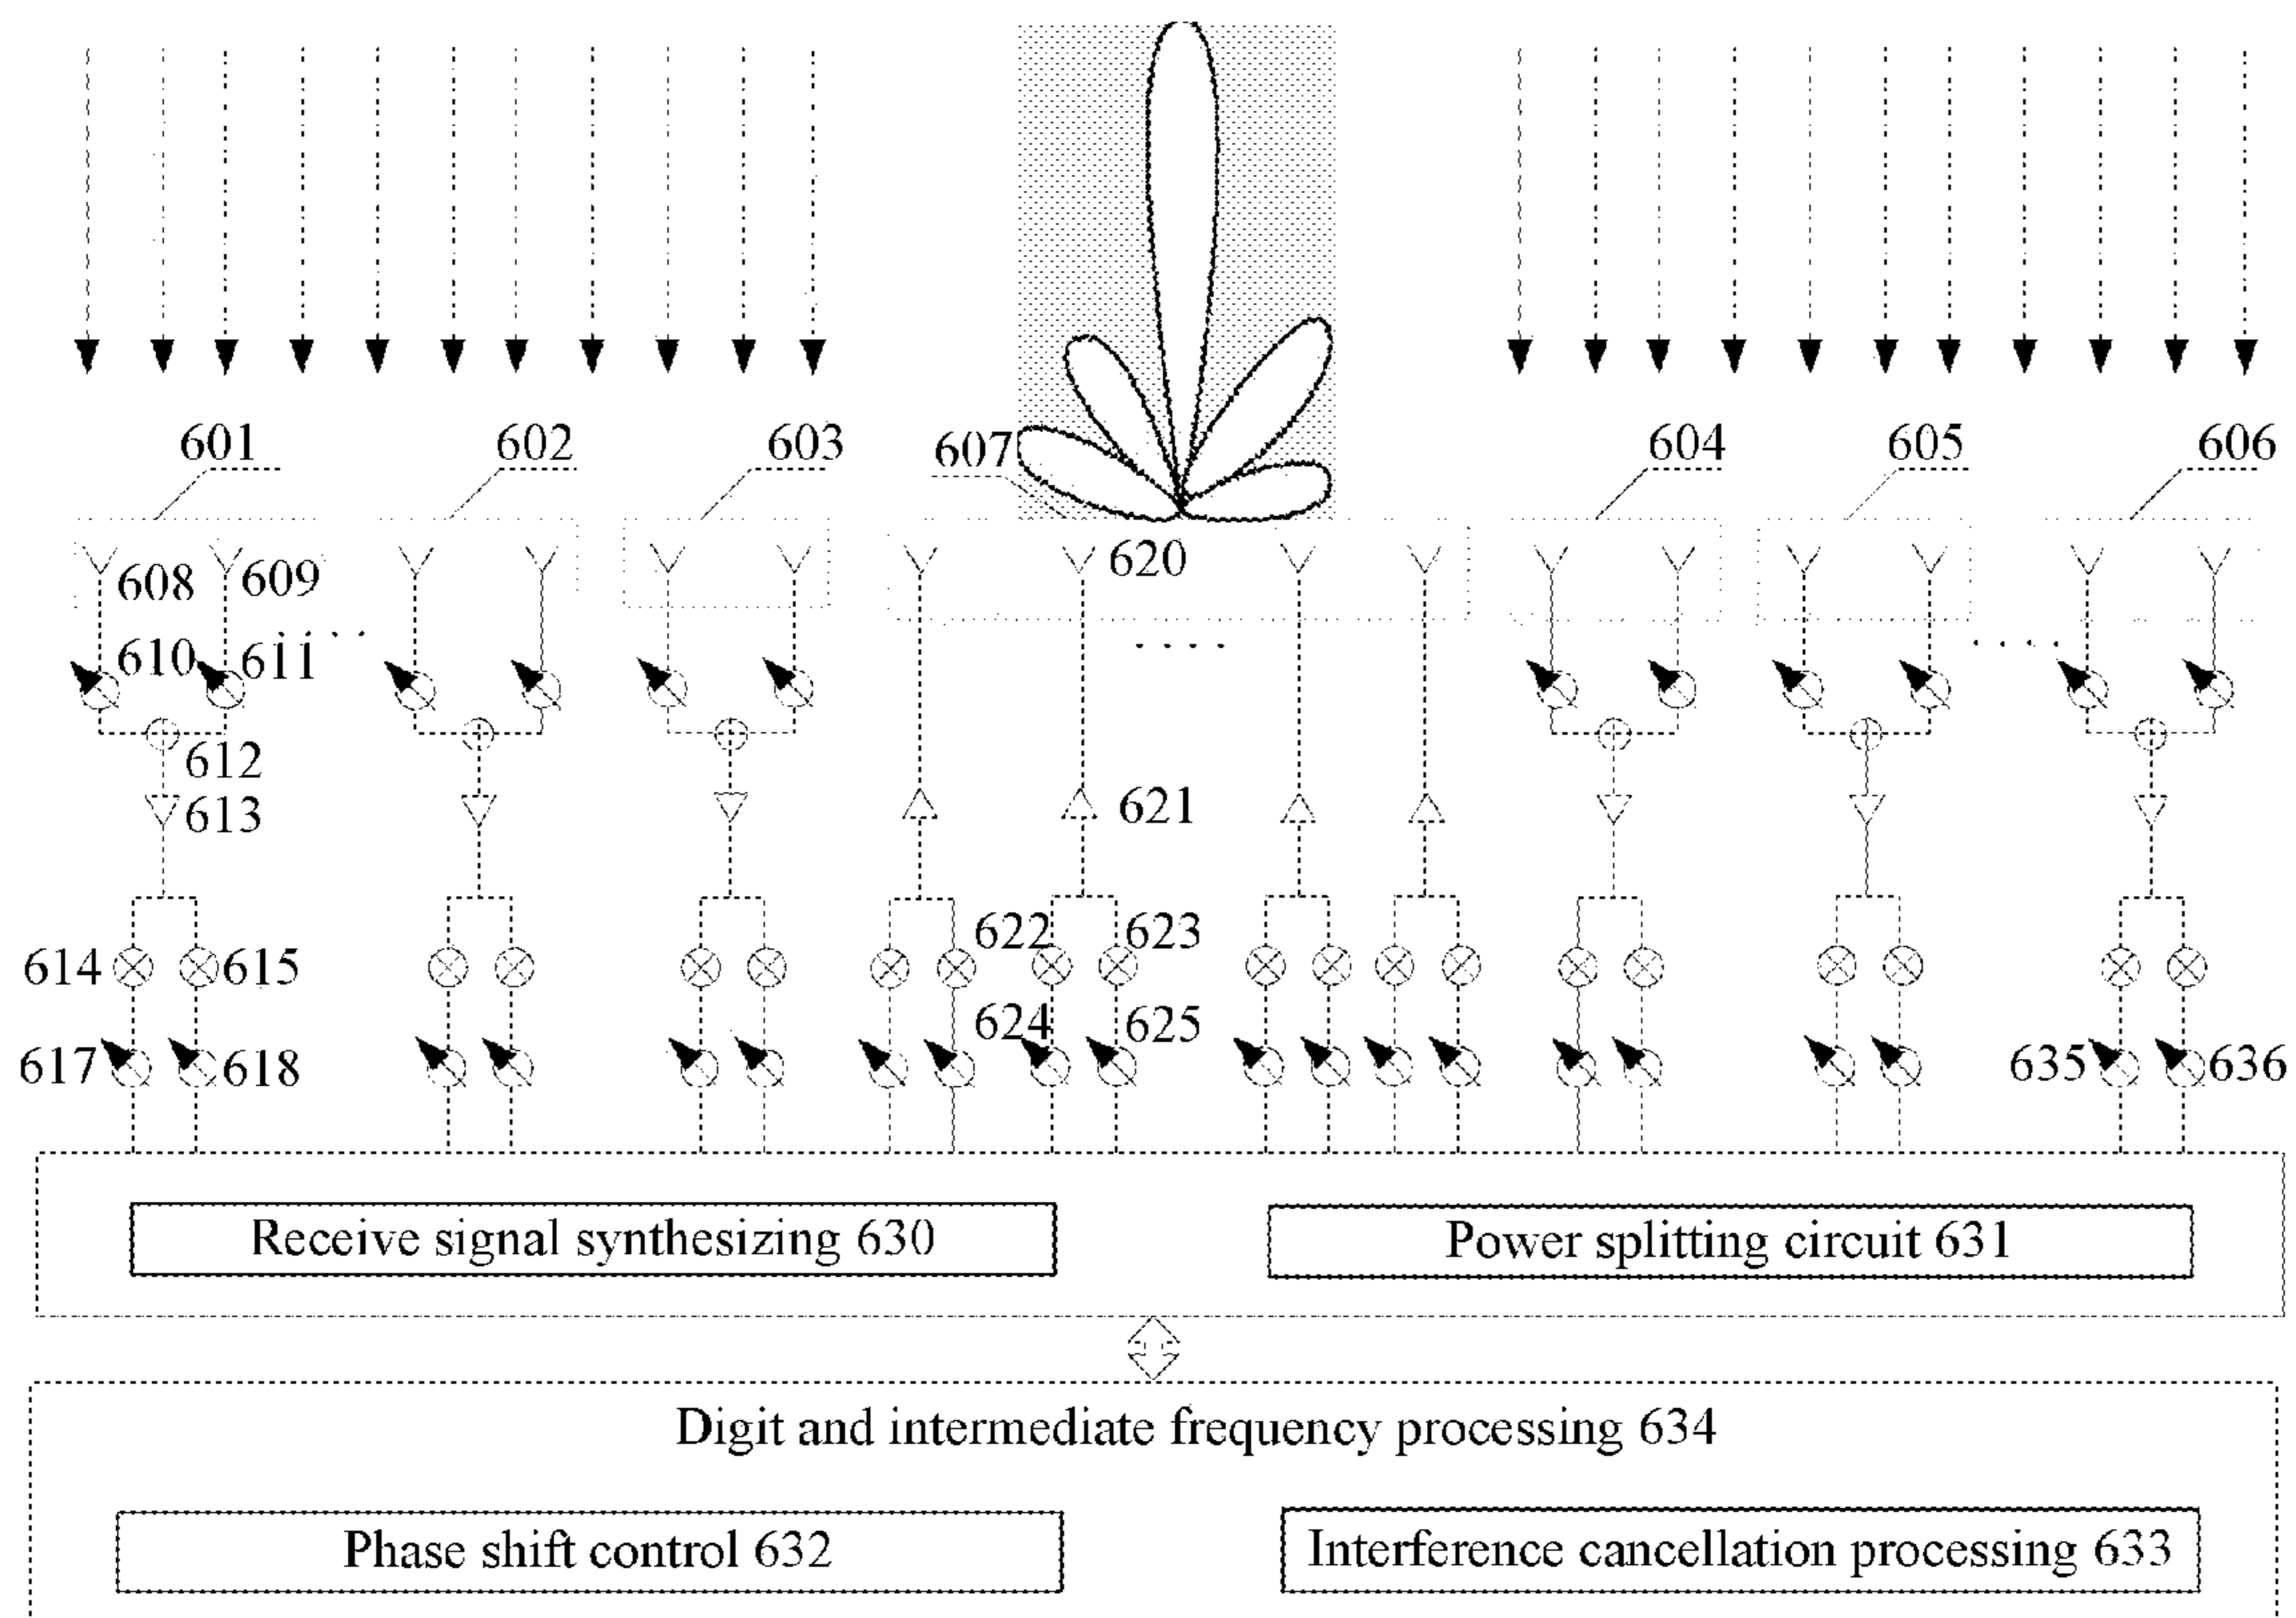 601 602 603 607 604 605 606
608 609 620
610 611
612
613 621
622 623
614 615
624 625
617 618 635 636
Receive signal synthesizing 630 Power splitting circuit 631
Digit and intermediate frequency processing 634
Phase shift control 632 Interference cancellation processing 633